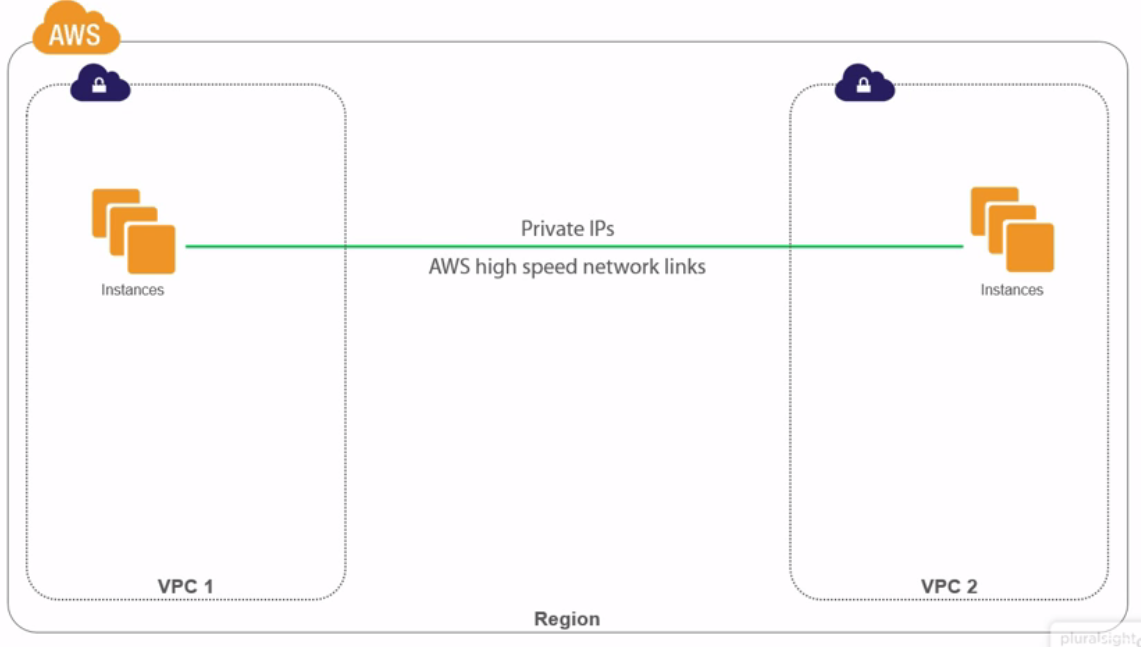 AWS
Private IPs
AWS high speed network links
Instances
Instances
VPC 1
VPC 2
Region
pluralsight